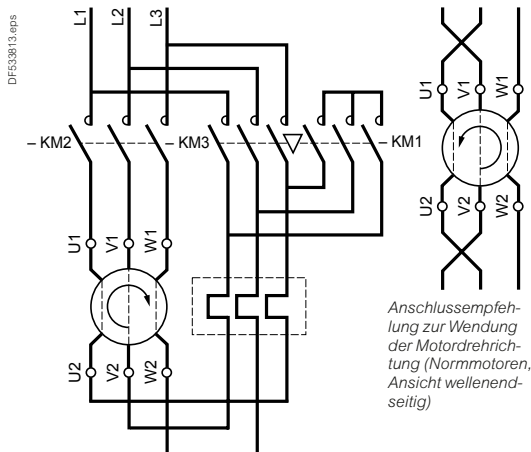 DF533813.eps
L1
L2
L3
– KM2
– KM3
– KM1
U1
V1
W1
U2
V2
W2
U1
V1
W1
U2
V2
W2
Anschlussempfeh-
lung zur Wendung
der Motordrehrich-
tung (Normmotoren,
Ansicht wellenend-
seitig)